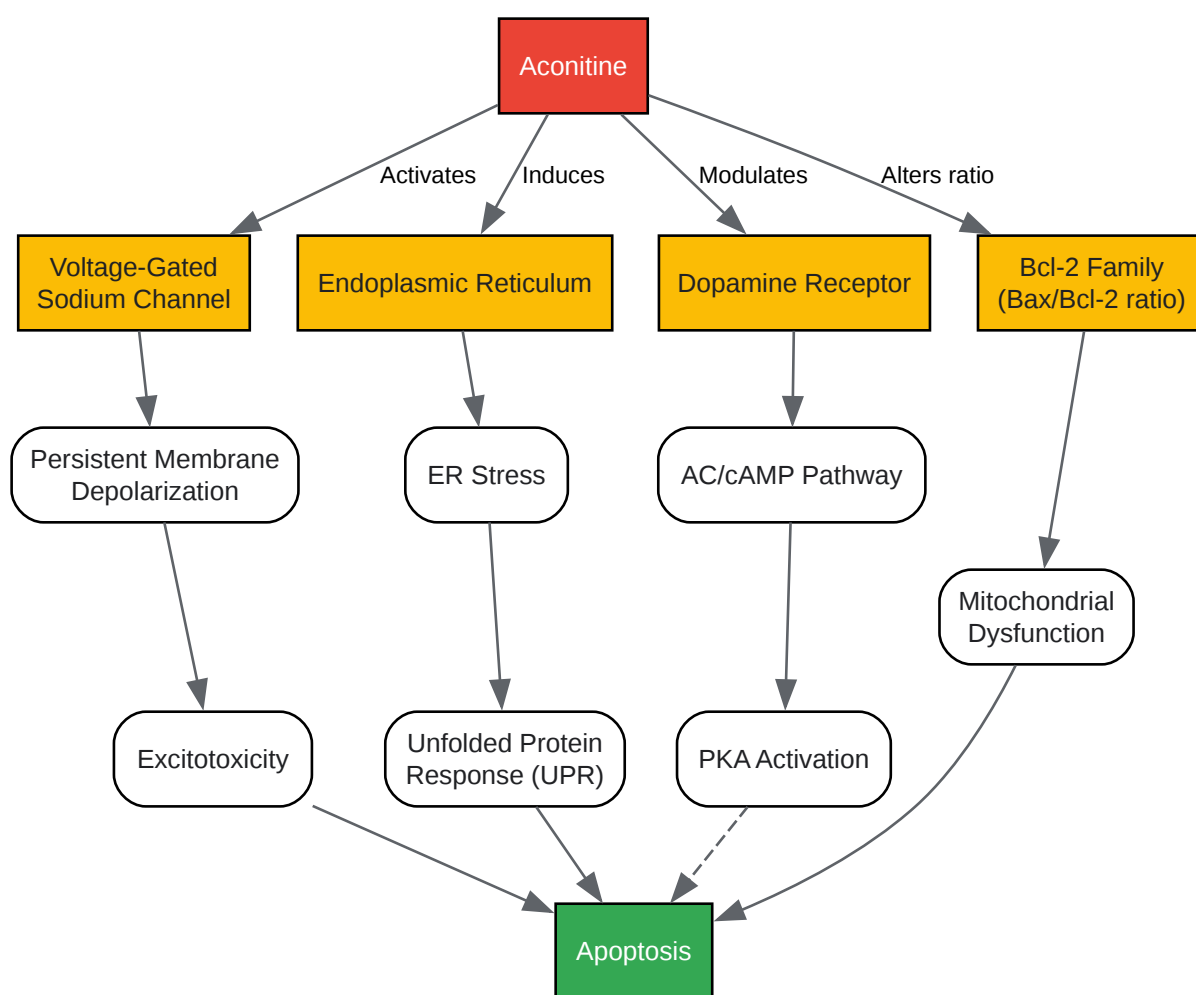 Aconitine
Activates
Induces
Modulates
Alters ratio
Voltage-Gated
Sodium Channel
Endoplasmic Reticulum
Dopamine Receptor
Bcl-2 Family
(Bax/Bcl-2 ratio)
Persistent Membrane
Depolarization
ER Stress
AC/cAMP Pathway
Mitochondrial
Dysfunction
Excitotoxicity
Unfolded Protein
Response (UPR)
PKA Activation
Apoptosis